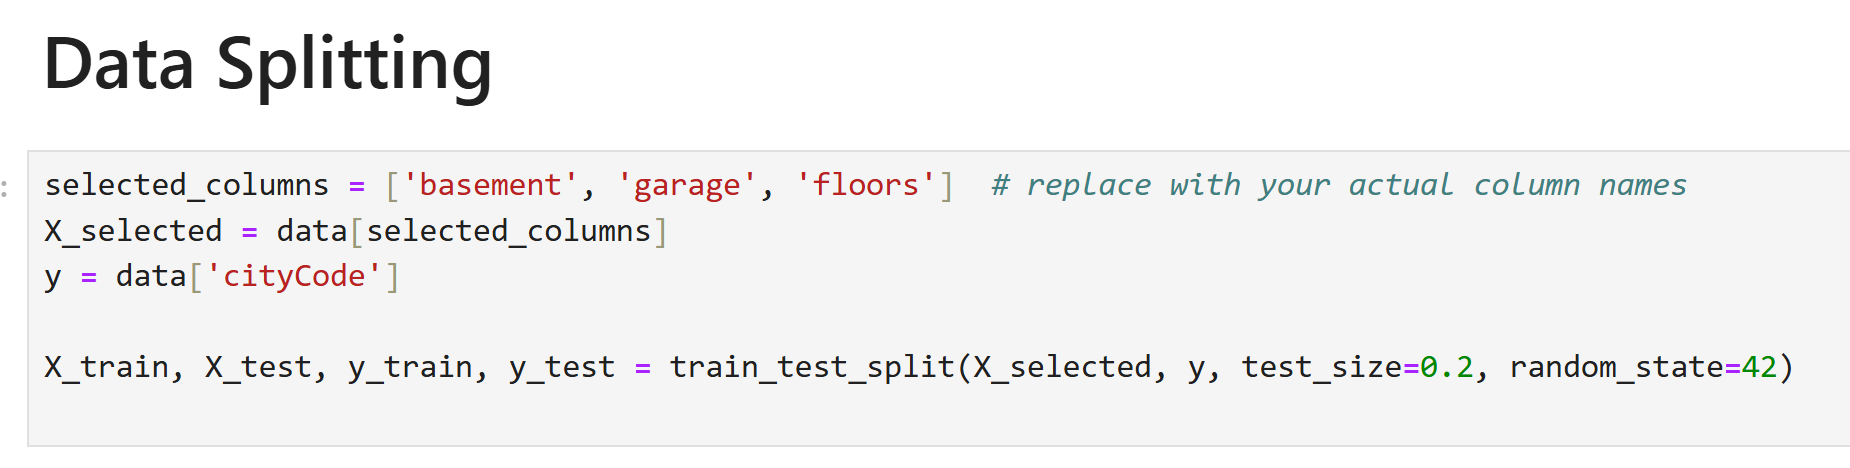 Data Splitting
selected_columns = ['basement', 'garage', 'floors']  # replace with your actual column names
X_selected = data[selected_columns]
y = data['cityCode']
X_train, X_test, y_train, y_test = train_test_split(X_selected, y, test_size=0.2, random_state=42)